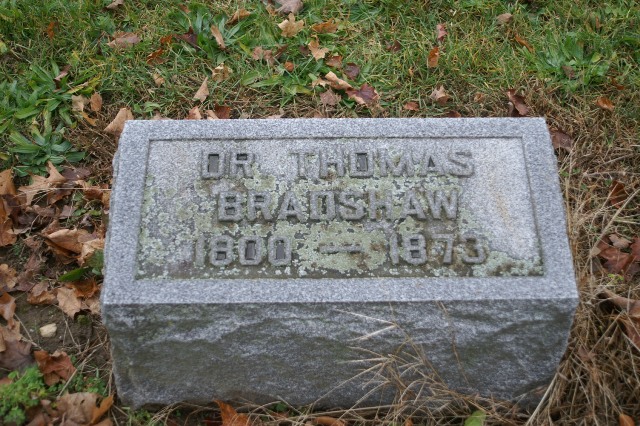 DR. THOMAS
BRADSHAW
1800 — 1873